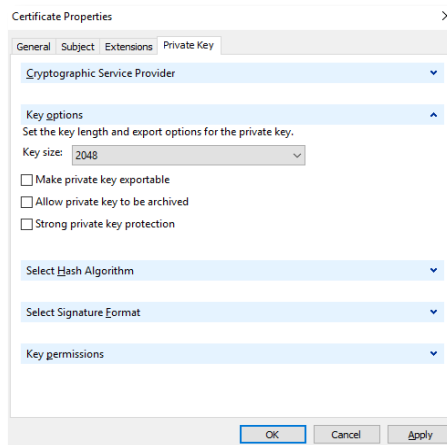 Certificate Properties
General Subject Extensions Private Key
Cryptographic Service Provider
Key options
Set the key length and export options for the private key.
Key size: 2048
Make private key exportable
Allow private key to be archived
Strong private key protection
Select Hash Algorithm
Select Signature Format
Key permissions
OK Cancel Apply